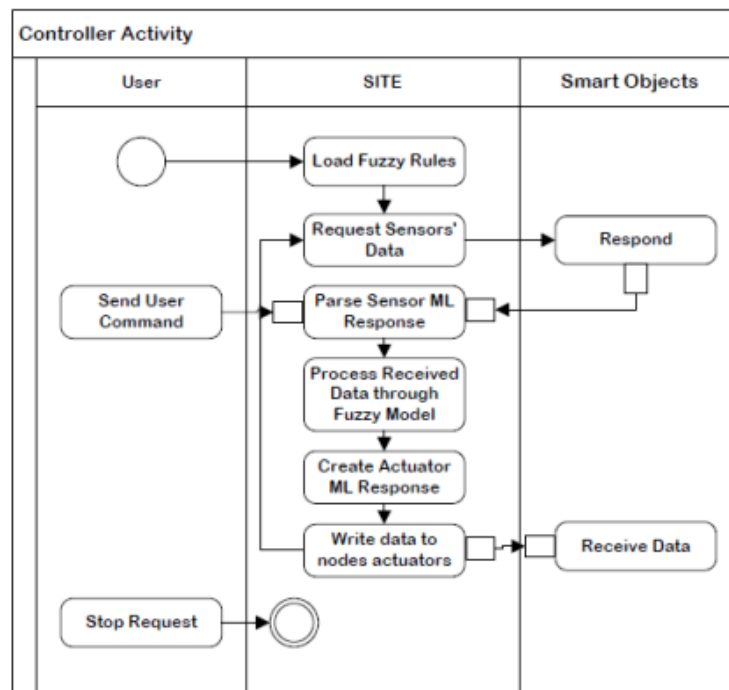 Controller Activity
User
SITE
Smart Objects
Load Fuzzy Rules
Request Sensors'
Data
Respond
Send User
Command
Parse Sensor ML
Response
Process Received
Data through
Fuzzy Model
Create Actuator
ML Response
Write data to
nodes actuators
Receive Data
Stop Request